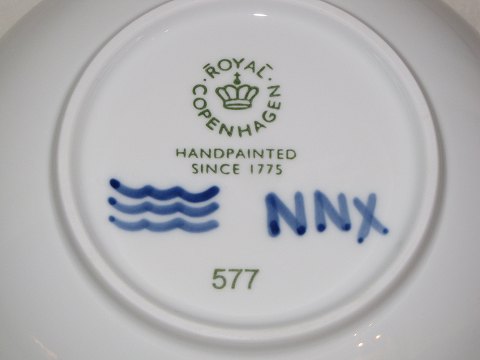 ROYAL
COPENHAGEN
HANDPAINTED
SINCE 1775
NNX
577